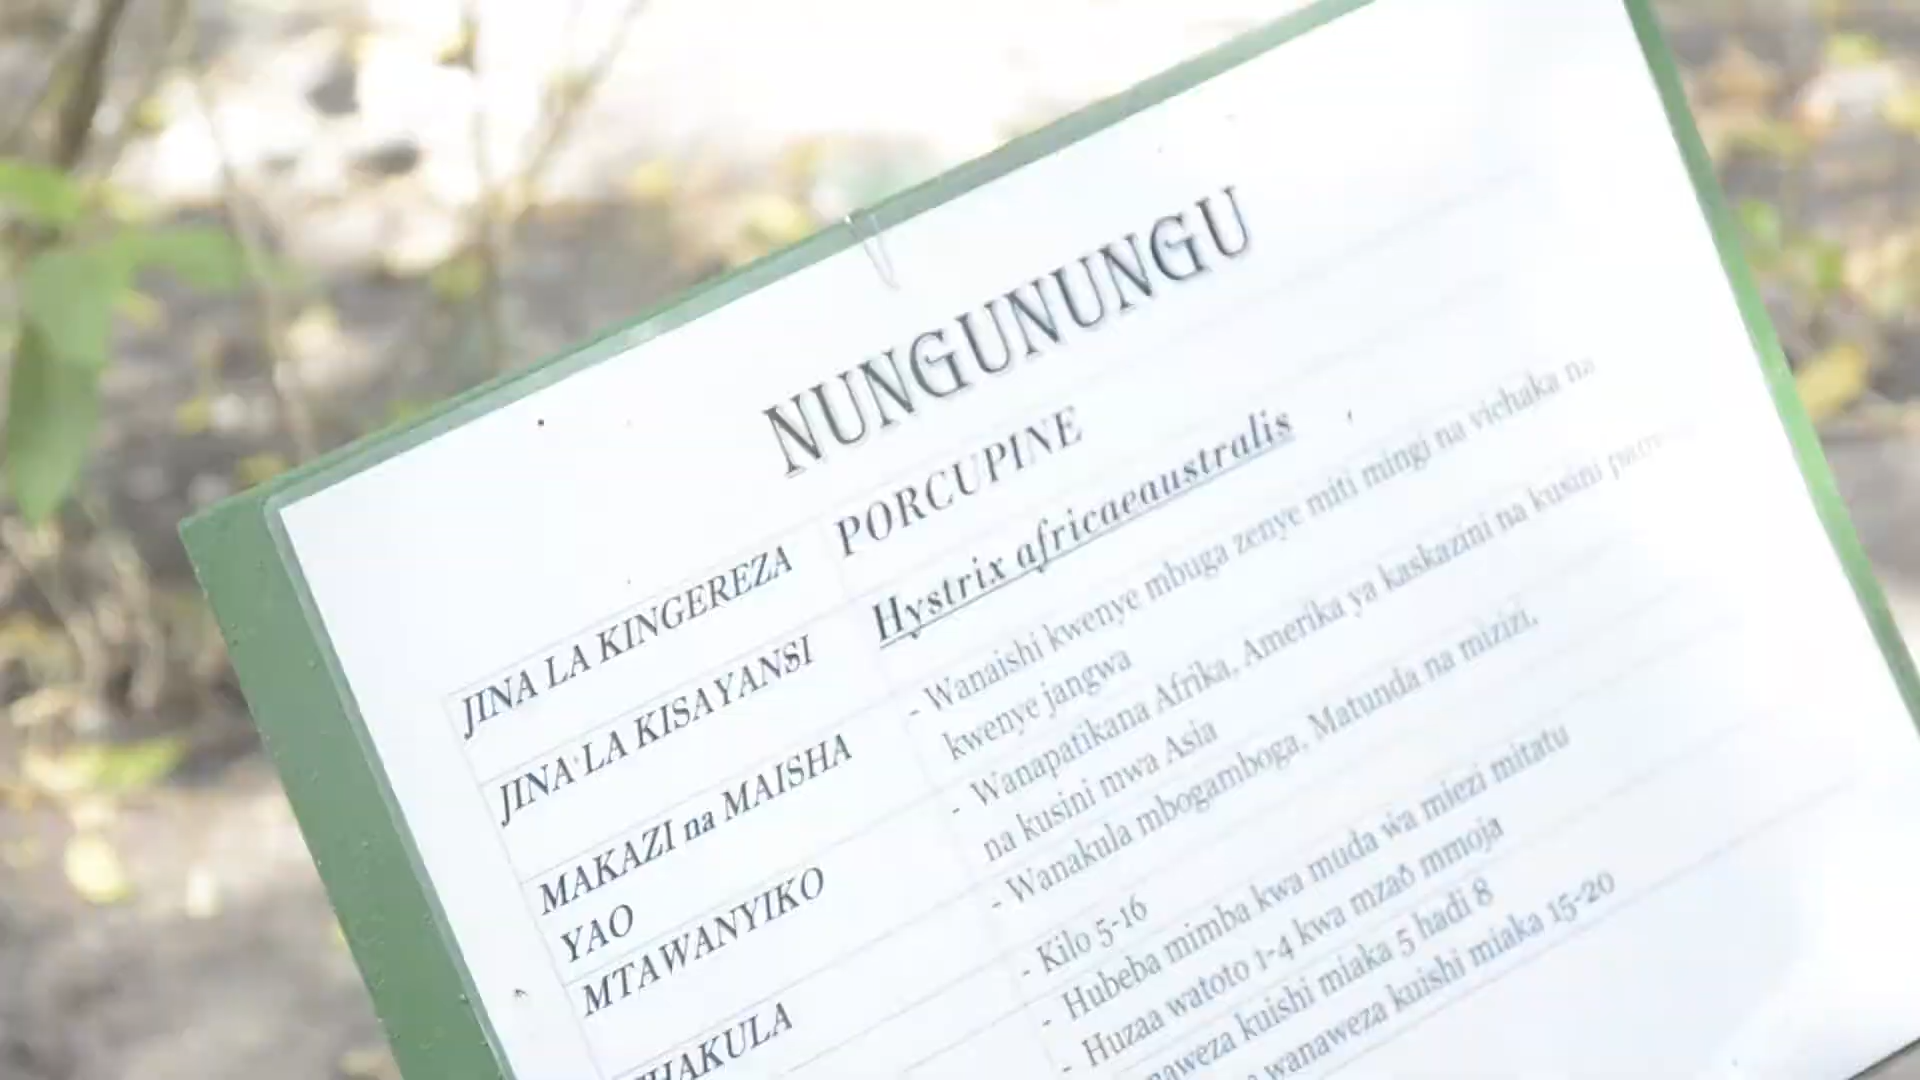 NUNGUNUNGU
JINA LA KINGEREZA PORCUPINE
JINA LA KISAYANSI Hystrix africaeaustralis
MAKAZI na MAISHA YAO - Wanaishi kwenye mbuga zenye miti mingi na vichaka na
kwenye jangwa
MTAWANYIKO - Wanapatikana Afrika, Amerika ya kaskazini na kusini
na kusini mwa Asia
CHAKULA - Wanakula mbogamboga, Matunda na mizizi.
- Kilo 5-16
- Hubeba mimba kwa muda wa miezi mitatu
- Huzaa watoto 1-4 kwa mzao mmoja
kuishi miaka 5 hadi 8
wanaweza kuishi miaka 15-20